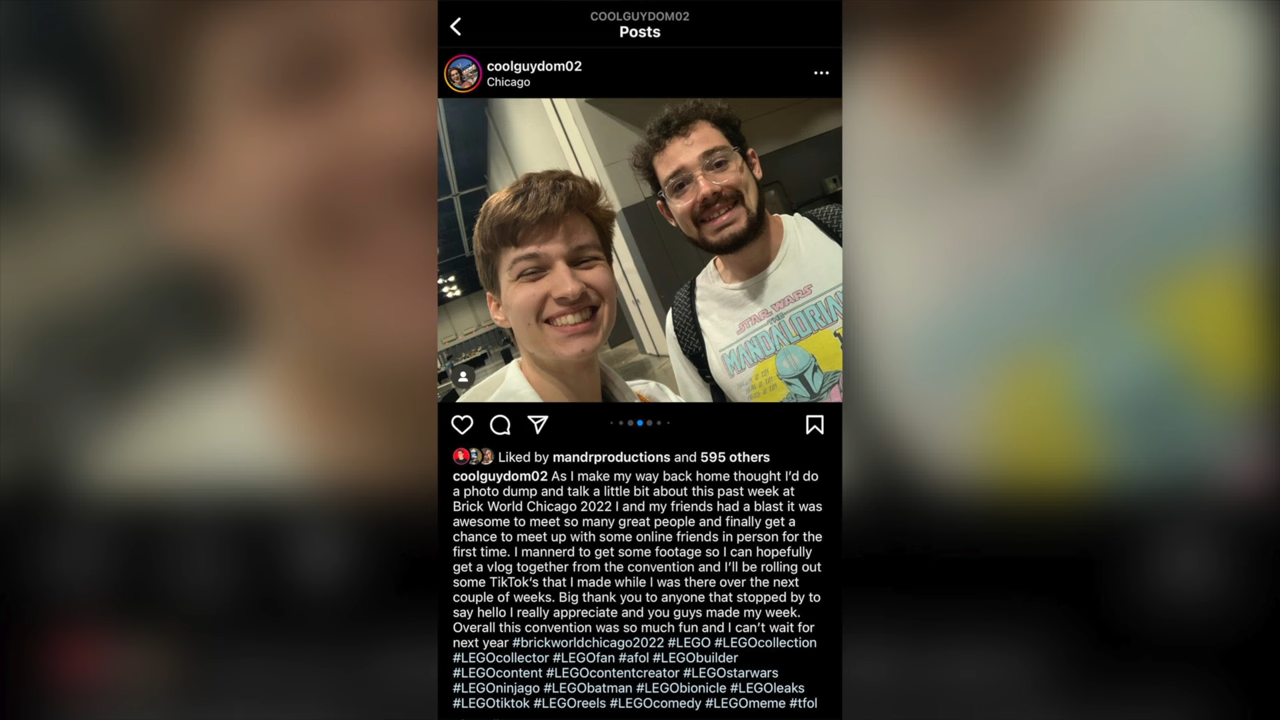 COOLGUYDOM02
Posts
coolguydom02
Chicago
STAR WARS
THE
MANDALORIAN
Liked by mandrproductions and 595 others
coolguydom02 As I make my way back home thought I'd do
a photo dump and talk a little bit about this past week at
Brick World Chicago 2022 I and my friends had a blast it was
awesome to meet so many great people and finally get a
chance to meet up with some online friends in person for the
first time. I mannerd to get some footage so I can hopefully
get a vlog together from the convention and I'll be rolling out
some TikTok's that I made while I was there over the next
couple of weeks. Big thank you to anyone that stopped by to
say hello I really appreciate and you guys made my week.
Overall this convention was so much fun and I can't wait for
next year #brickworldchicago2022 #LEGO #LEGOcollection
#LEGOcollector #LEGOfan #afol #LEGObuilder
#LEGOcontent #LEGOcontentcreator #LEGOstarwars
#LEGOninjago #LEGObatman #LEGObionicle #LEGOleaks
#LEGOtiktok #LEGOreels #LEGOcomedy #LEGOmeme #tfol